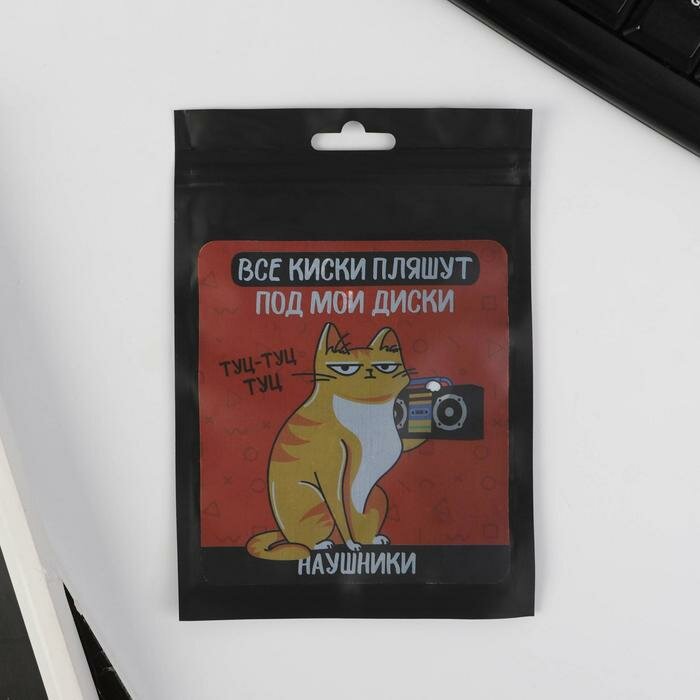 ВСЕ КИСКИ ПЛЯШУТ
ПОД МОИ ДИСКИ
ТУЦ-ТУЦ
ТУЦ
НАУШНИКИ